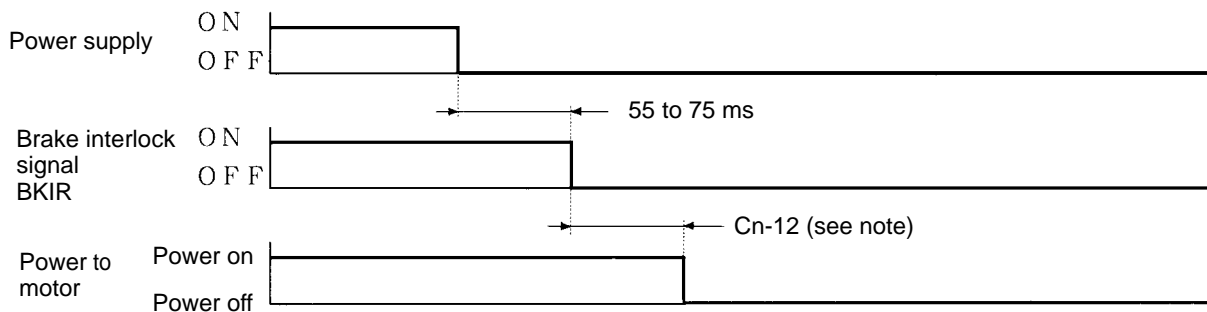 Power supply
ON
OFF
55 to 75 ms
Brake interlock
signal
BKIR
ON
OFF
Cn-12 (see note)
Power to
motor
Power on
Power off